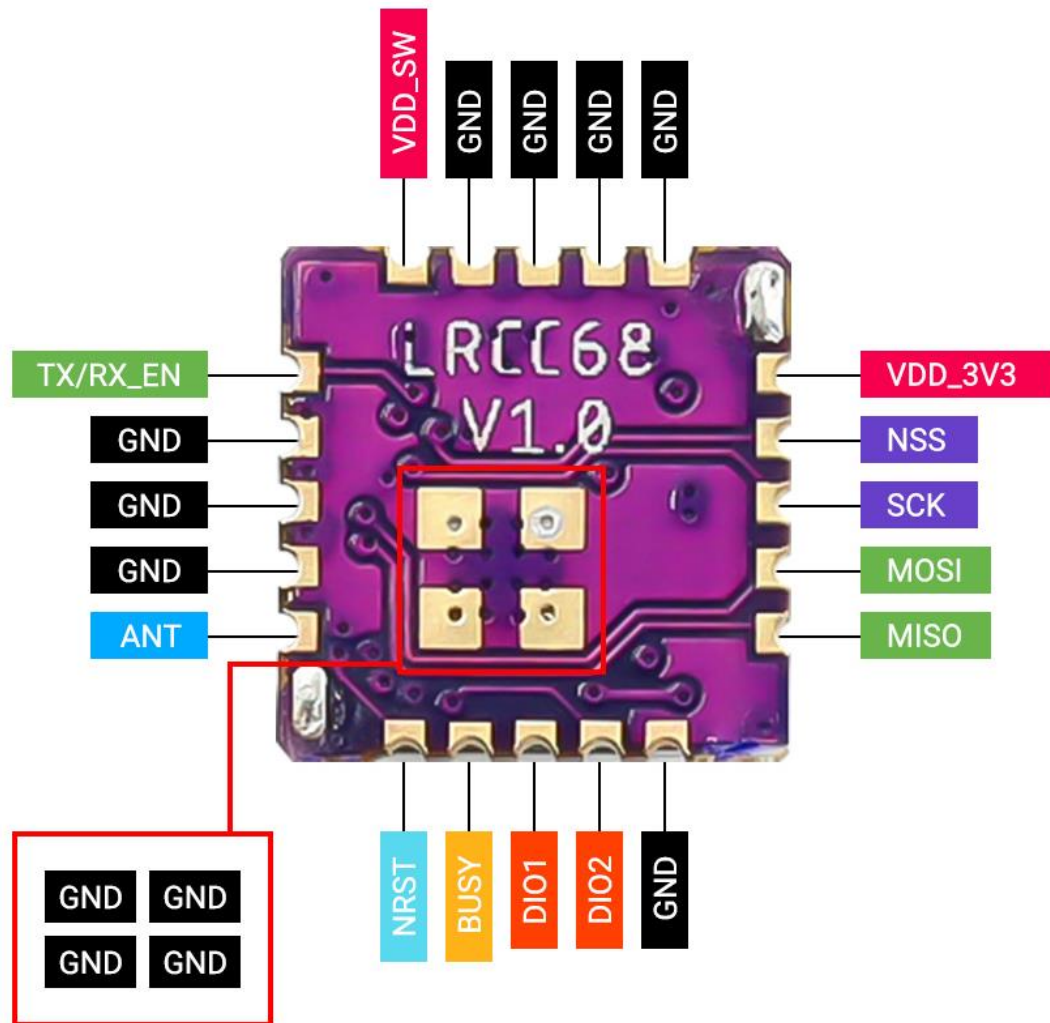 VDD_SW
GND
GND
GND
GND
LRCC68
V1.0
TX/RX_EN
GND
GND
GND
ANT
VDD_3V3
NSS
SCK
MOSI
MISO
NRST
BUSY
DIO1
DIO2
GND
GND GND
GND GND